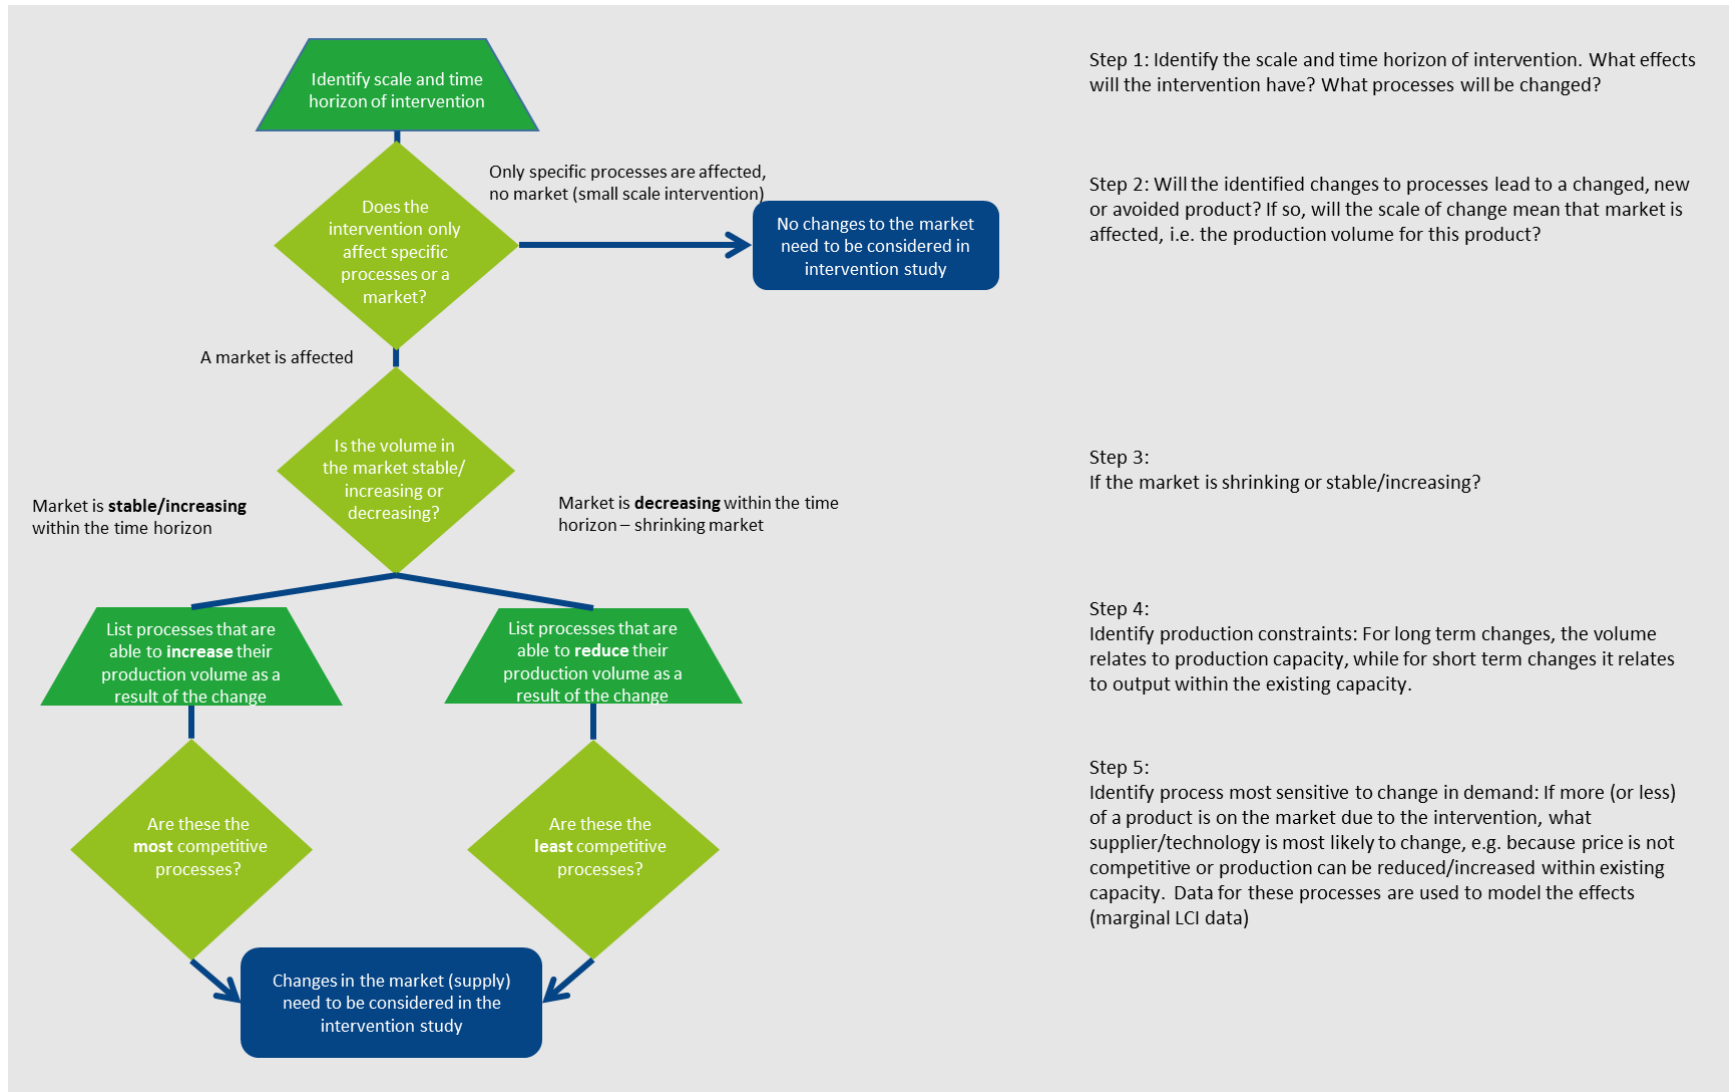 Identify scale and time
horizon of intervention
Step 1: Identify the scale and time horizon of intervention. What effects
will the intervention have? What processes will be changed?
Only specific processes are affected,
no market (small scale intervention)
Does the
intervention only
affect specific
processes or a
market?
No changes to the market
need to be considered in
intervention study
Step 2: Will the identified changes to processes lead to a changed, new
or avoided product? If so, will the scale of change mean that market is
affected, i.e. the production volume for this product?
A market is affected
Is the volume in
the market stable/
increasing or
decreasing?
Market is stable/increasing
within the time horizon
Market is decreasing within the time
horizon – shrinking market
Step 3:
If the market is shrinking or stable/increasing?
List processes that are
able to increase their
production volume as a
result of the change
List processes that are
able to reduce their
production volume as a
result of the change
Step 4:
Identify production constraints: For long term changes, the volume
relates to production capacity, while for short term changes it relates
to output within the existing capacity.
Are these the
most competitive
processes?
Are these the
least competitive
processes?
Step 5:
Identify process most sensitive to change in demand: If more (or less)
of a product is on the market due to the intervention, what
supplier/technology is most likely to change, e.g. because price is not
competitive or production can be reduced/increased within existing
capacity. Data for these processes are used to model the effects
(marginal LCI data)
Changes in the market (supply)
need to be considered in the
intervention study